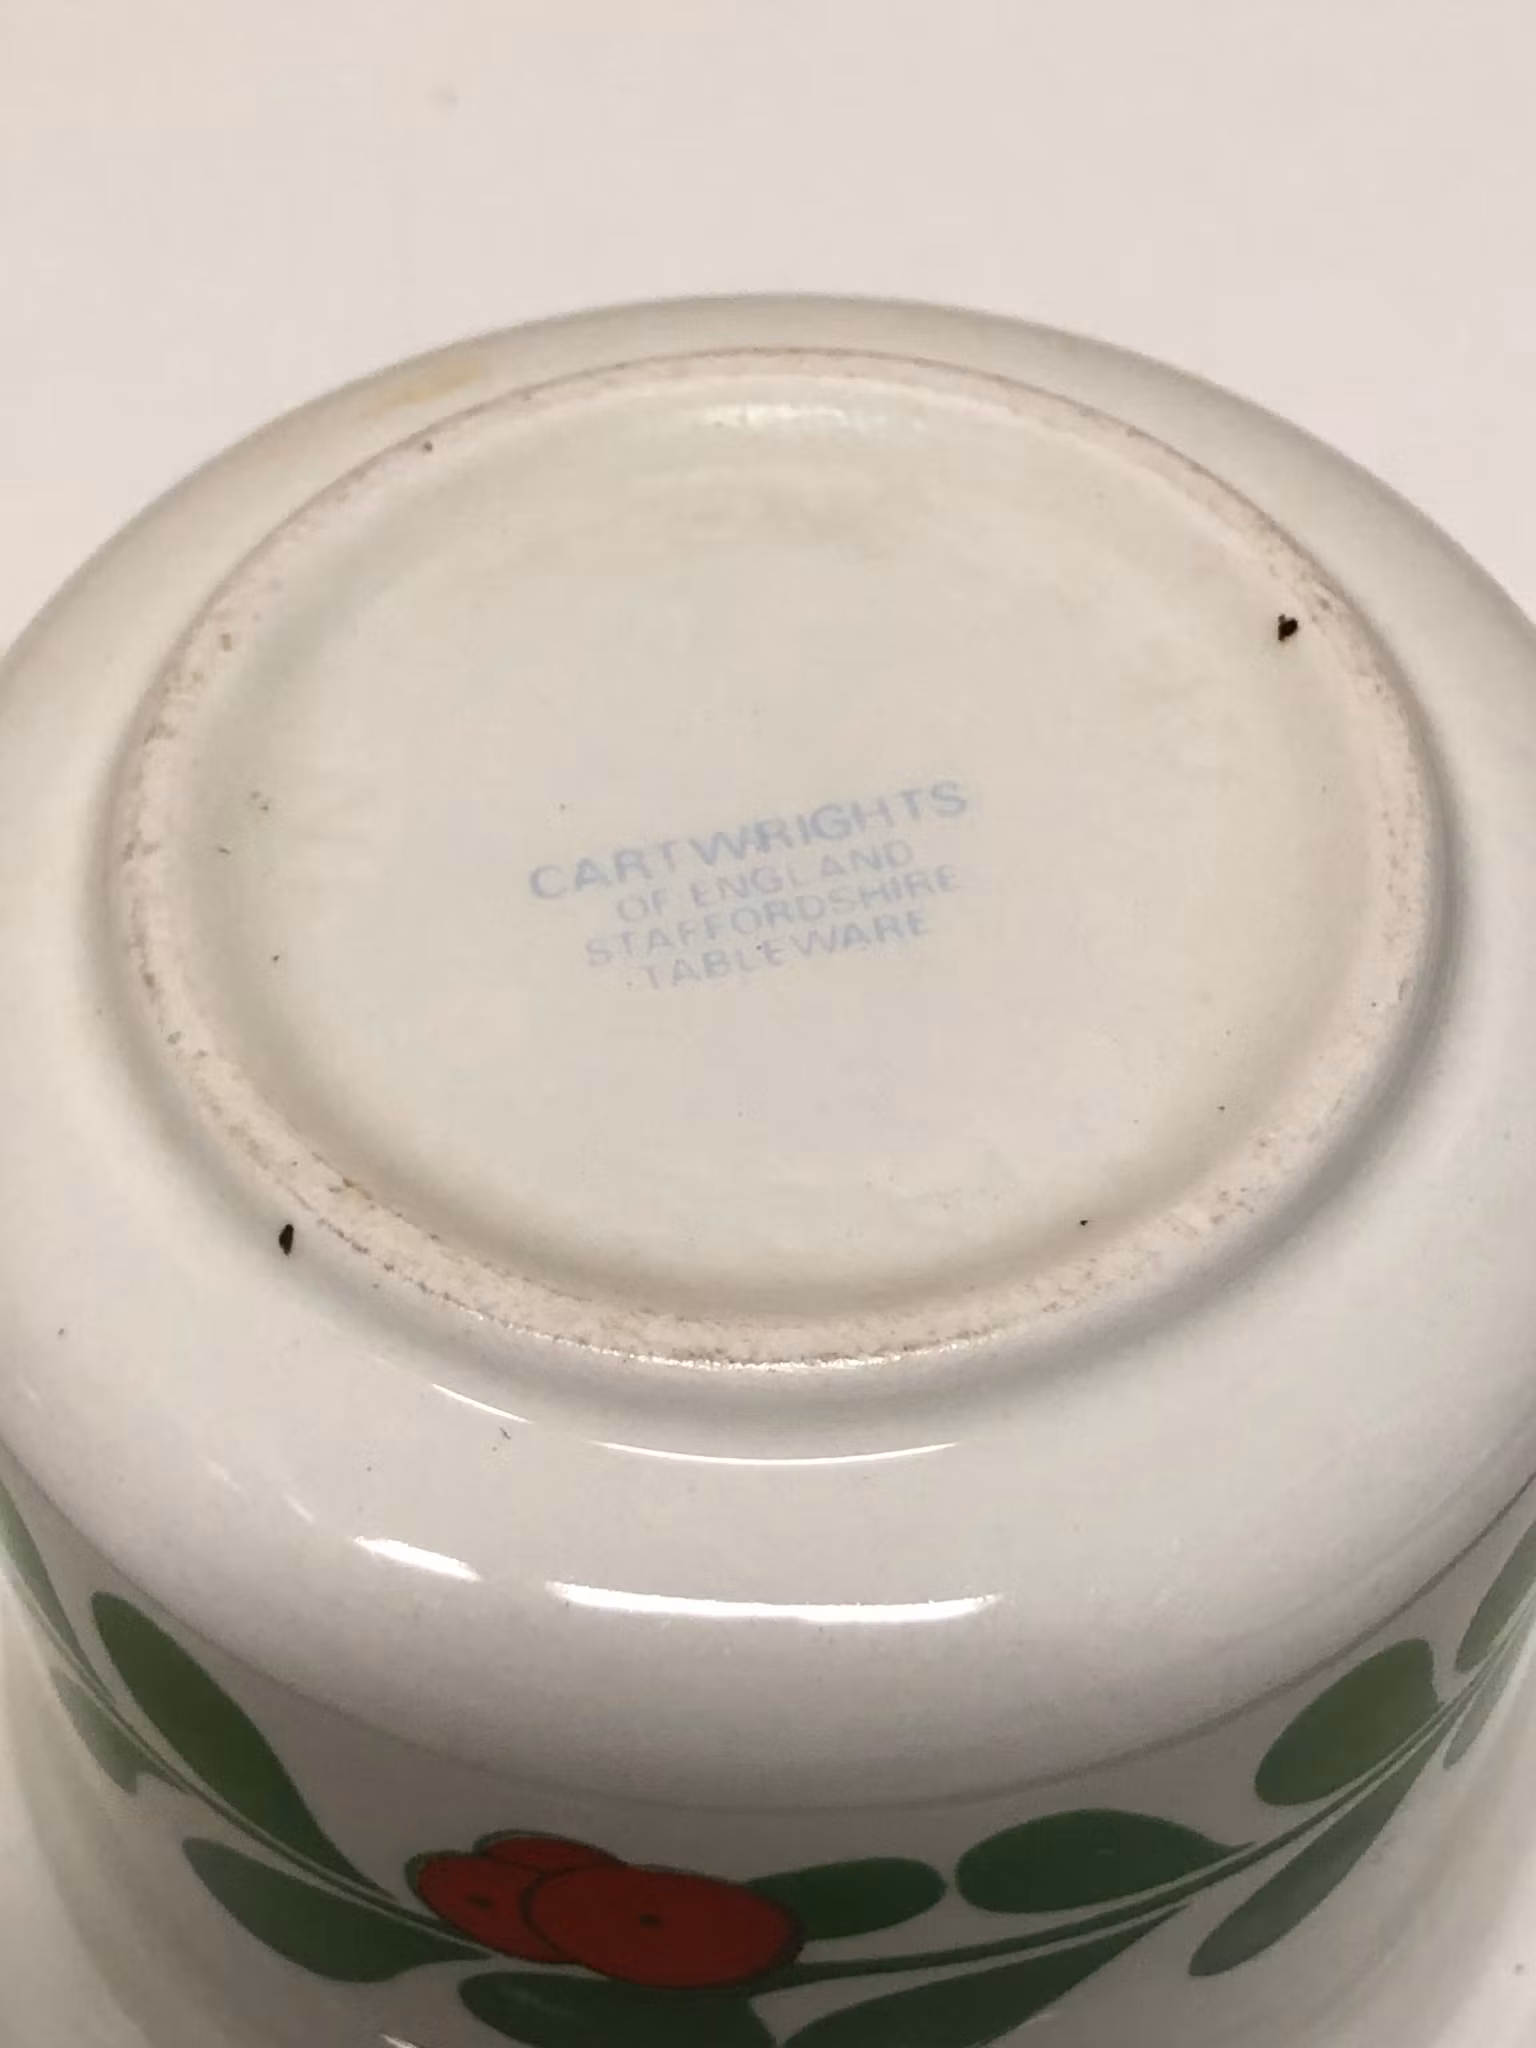 CARTWRIGHTS
OF ENGLAND
STAFFORDSHIRE
TABLEWARE